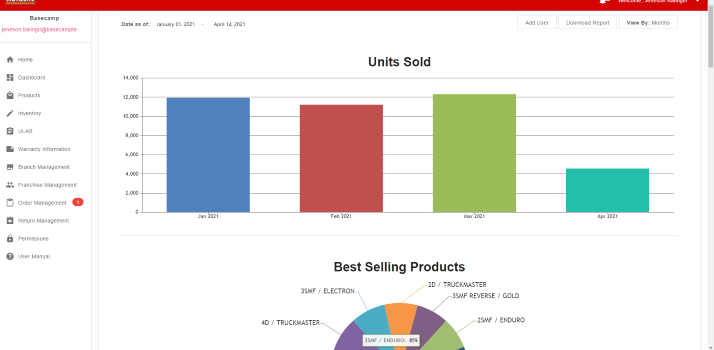 Welcome, Jeneson Balingit
Basecamp
jeneson.balingit@basecampte...
Date as of: January 01, 2021 - April 14, 2021
Add User
Download Report
View By: Months
Home
Dashboard
Products
Inventory
ULAB
Warranty Information
Branch Management
Franchise Management
Order Management 1
Return Management
Permissions
User Manual
Units Sold
14,000
12,000
10,000
8,000
6,000
4,000
2,000
0
Jan 2021
Feb 2021
Mar 2021
Apr 2021
Best Selling Products
3SMF / ELECTRON
2D / TRUCKMASTER
3SMF REVERSE / GOLD
4D / TRUCKMASTER
2SMF / ENDURO
2SMF / ENDURO: 859